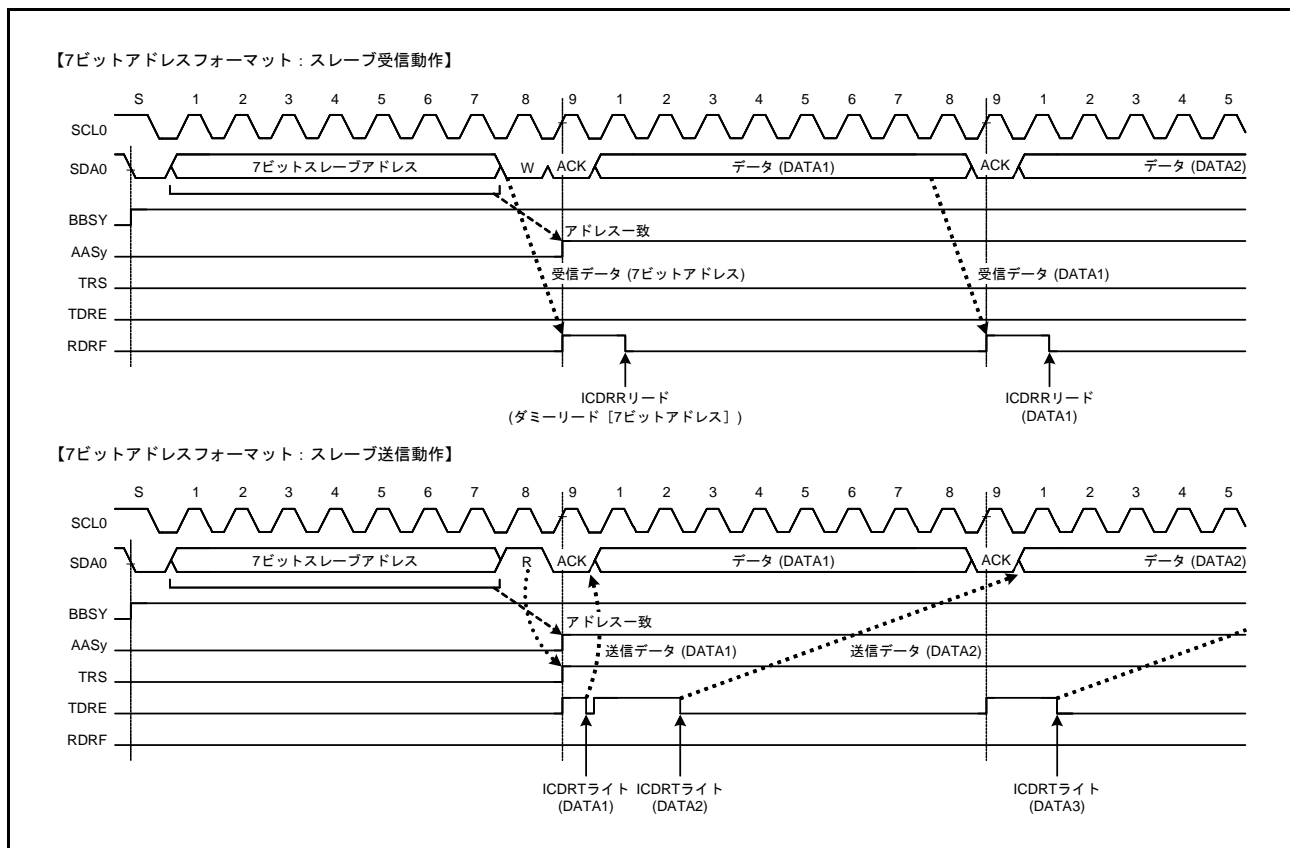 【7ビットアドレスフォーマット：スレーブ受信動作】
S 1 2 3 4 5 6 7 8 9 1 2 3 4 5 6 7 8 9 1 2 3 4 5
SCL0
SDA0 7ビットスレーブアドレス W ACK データ (DATA1) ACK データ (DATA2)
BBSY
アドレス一致
AASy
TRS 受信データ (7ビットアドレス) 受信データ (DATA1)
TDRE
RDRF
ICDRRリード ICDRRリード
(ダミーリード［7ビットアドレス］) (DATA1)
【7ビットアドレスフォーマット：スレーブ送信動作】
S 1 2 3 4 5 6 7 8 9 1 2 3 4 5 6 7 8 9 1 2 3 4 5
SCL0
SDA0 7ビットスレーブアドレス R ACK データ (DATA1) ACK データ (DATA2)
BBSY
アドレス一致
AASy
送信データ (DATA1) 送信データ (DATA2)
TRS
TDRE
RDRF
ICDRTライト ICDRTライト ICDRTライト
(DATA1) (DATA2) (DATA3)